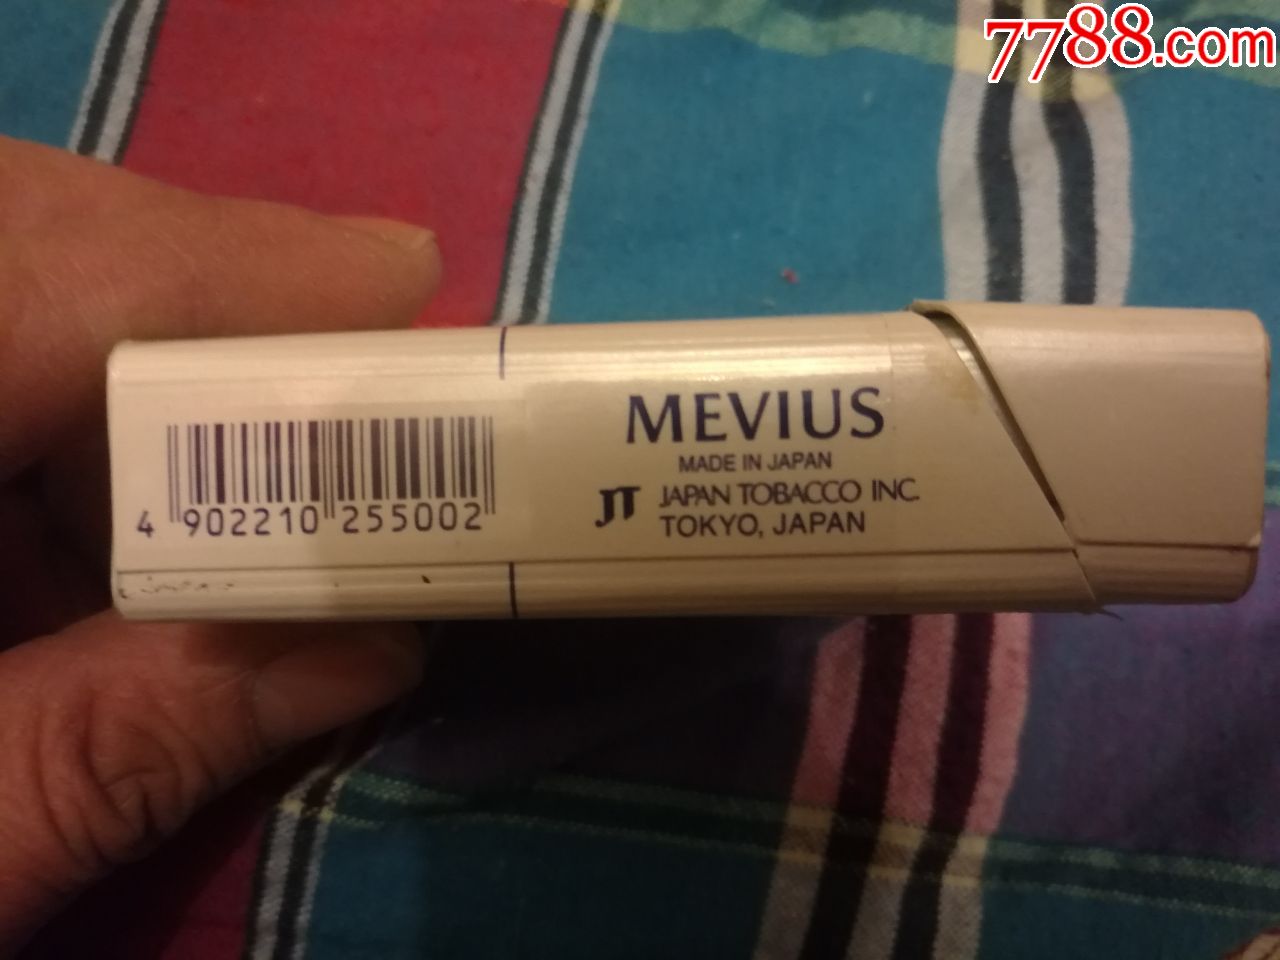 7788.com
MEVIUS
MADE IN JAPAN
JT JAPAN TOBACCO INC.
TOKYO, JAPAN
4 902210 255002